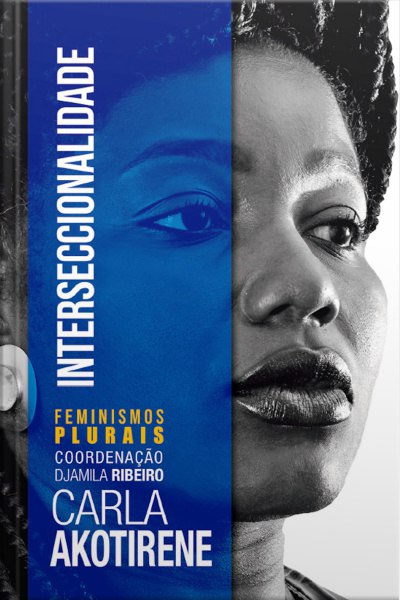 INTERSECCIONALIDADE
FEMINISMOS
PLURAIS
COORDENAÇÃO
DJAMILA RIBEIRO
CARLA
AKOTIRENE